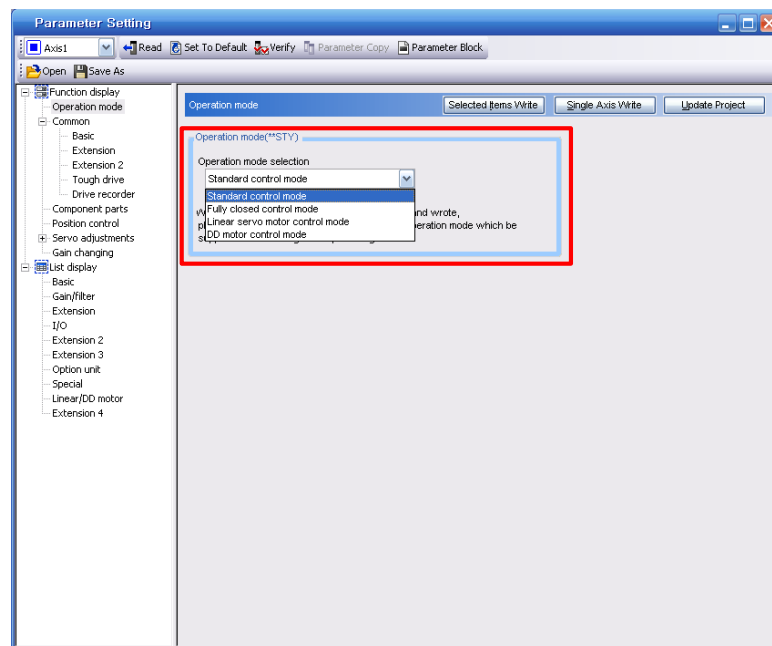 Parameter Setting
Axis1 Read Set To Default Verify Parameter Copy Parameter Block
Open Save As
Function display
Operation mode
Common
Basic
Extension
Extension 2
Tough drive
Drive recorder
Component parts
Position control
Servo adjustments
Gain changing
List display
Basic
Gain/filter
Extension
I/O
Extension 2
Extension 3
Option unit
Special
Linear/DD motor
Extension 4
Operation mode Selected Items Write Single Axis Write Update Project
Operation mode(**STY)
Operation mode selection
Standard control mode
Standard control mode
Fully closed control mode
Linear servo motor control mode
DD motor control mode
and wrote,
eration mode which be